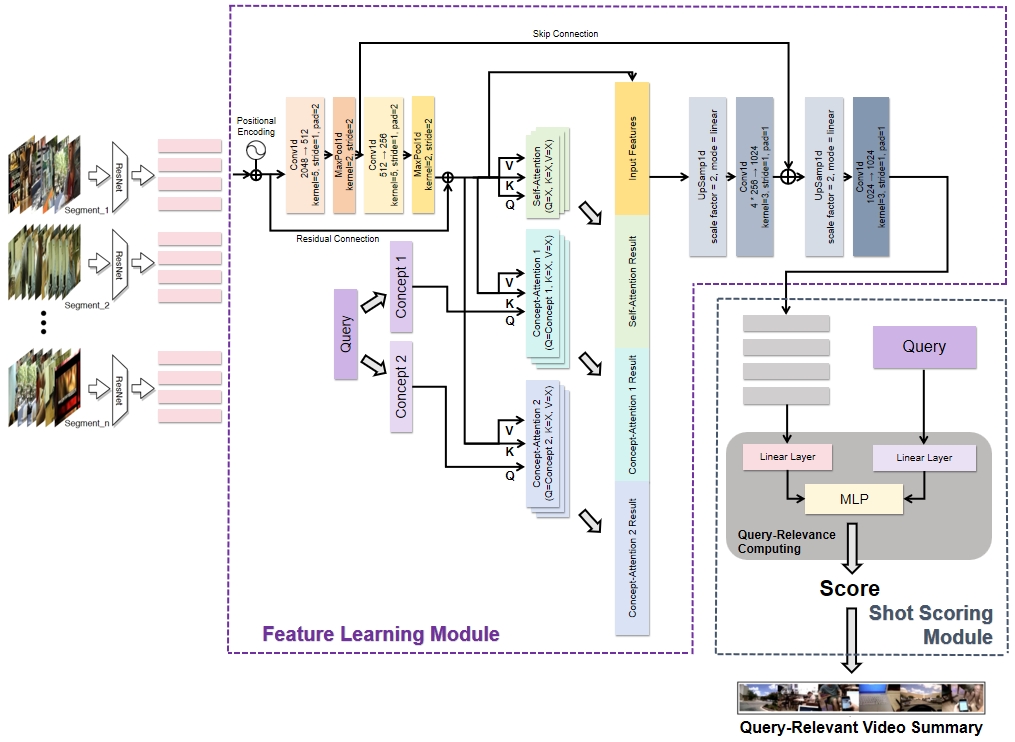 Skip Connection
Positional
Encoding
Conv1d
2048 → 512
kernel=5, stride=1, pad=2
MaxPool1d
kernel=2, stride=2
Conv1d
512 → 256
kernel=5, stride=1, pad=2
MaxPool1d
kernel=2, stride=2
Residual Connection
ResNet
Segment_1
ResNet
Segment_2
ResNet
Segment_n
Query
Concept 1
Concept 2
V
K
Q
Self-Attention
(Q=X, K=X, V=X)
V
K
Q
Concept-Attention 1
(Q=Concept 1, K=X, V=X)
V
K
Q
Concept-Attention 2
(Q=Concept 2, K=X, V=X)
Input Features
Self-Attention Result
Concept-Attention 1 Result
Concept-Attention 2 Result
UpSamp1d
scale factor = 2, mode = linear
Conv1d
4 * 256 → 1024
kernel=3, stride=1, pad=1
UpSamp1d
scale factor = 2, mode = linear
Conv1d
1024 → 1024
kernel=3, stride=1, pad=1
Feature Learning Module
Query
Linear Layer
Linear Layer
MLP
Query-Relevance
Computing
Score
Shot Scoring
Module
Query-Relevant Video Summary